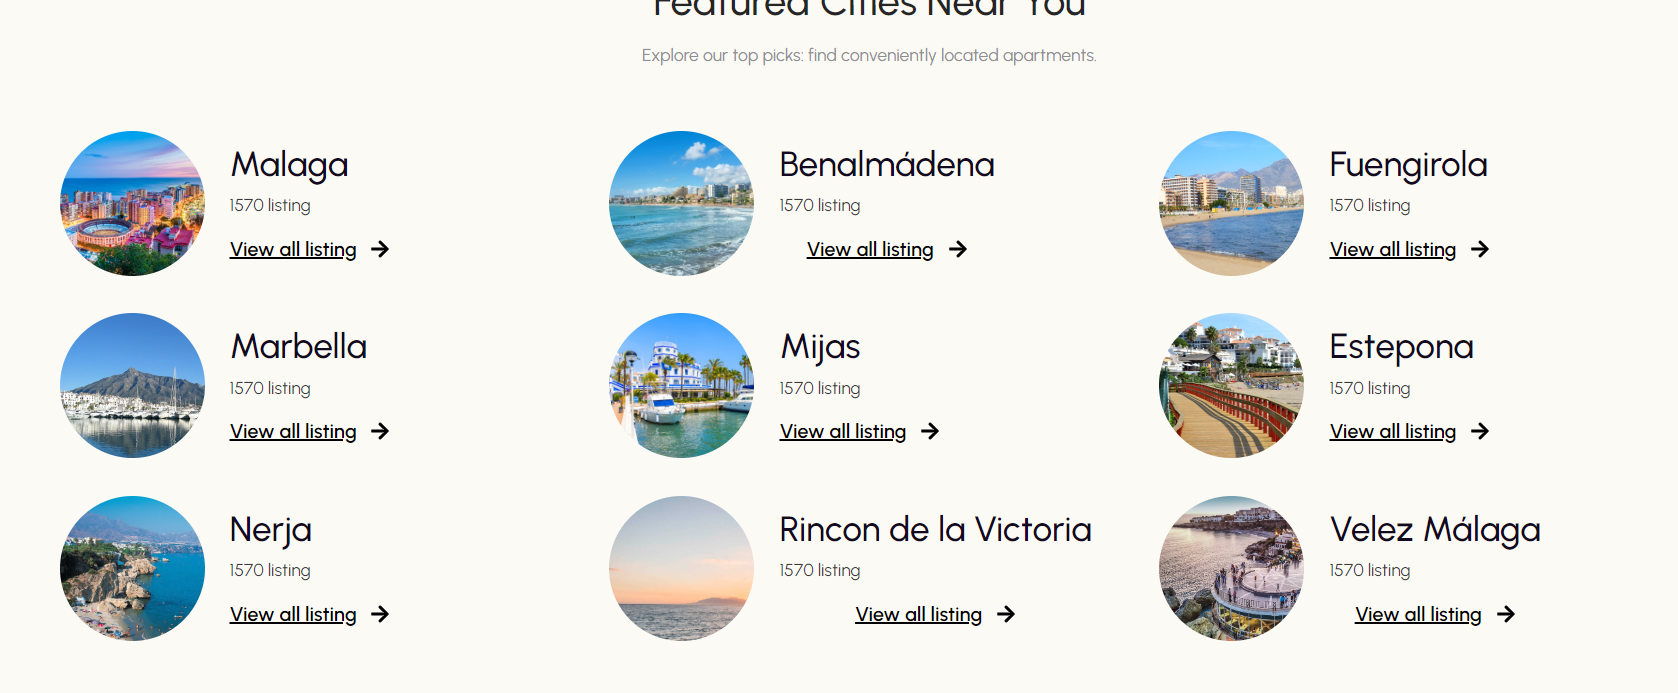 Featured Cities Near You
Explore our top picks: find conveniently located apartments.
Malaga
1570 listing
View all listing
Benalmádena
1570 listing
View all listing
Fuengirola
1570 listing
View all listing
Marbella
1570 listing
View all listing
Mijas
1570 listing
View all listing
Estepona
1570 listing
View all listing
Nerja
1570 listing
View all listing
Rincon de la Victoria
1570 listing
View all listing
Velez Málaga
1570 listing
View all listing